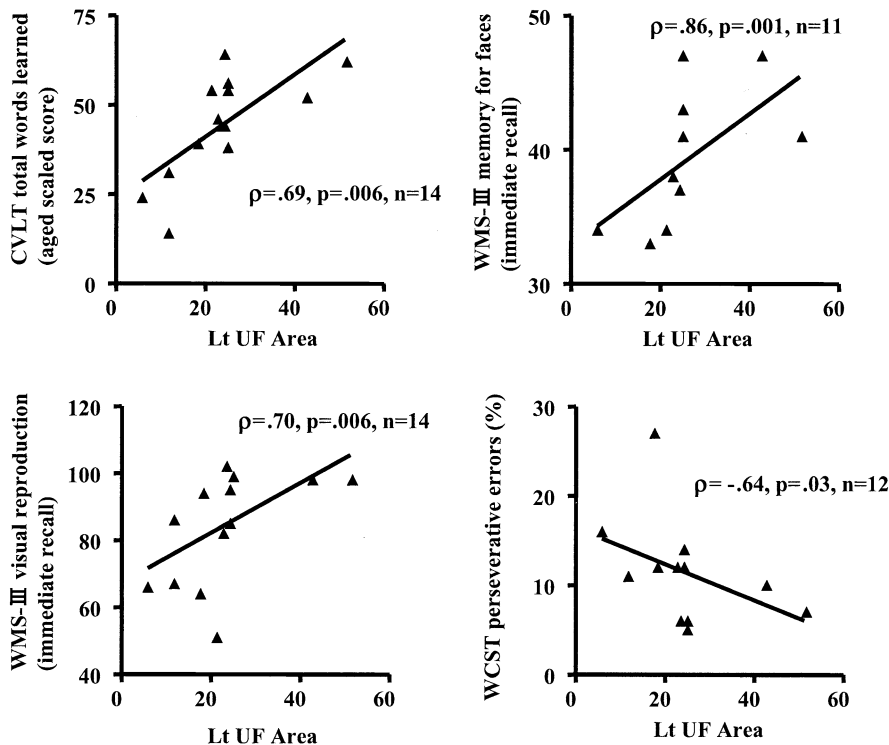 CVLT total words learned
(aged scaled score)
75
50
25
0
ρ=.69, p=.006, n=14
0 20 40 60
Lt UF Area
WMS-Ⅲ memory for faces
(immediate recall)
50
40
30
ρ=.86, p=.001, n=11
0 20 40 60
Lt UF Area
WMS-Ⅲ visual reproduction
(immediate recall)
120
100
80
60
40
ρ=.70, p=.006, n=14
0 20 40 60
Lt UF Area
WCST perseverative errors (%)
30
20
10
0
ρ= -.64, p=.03, n=12
0 20 40 60
Lt UF Area